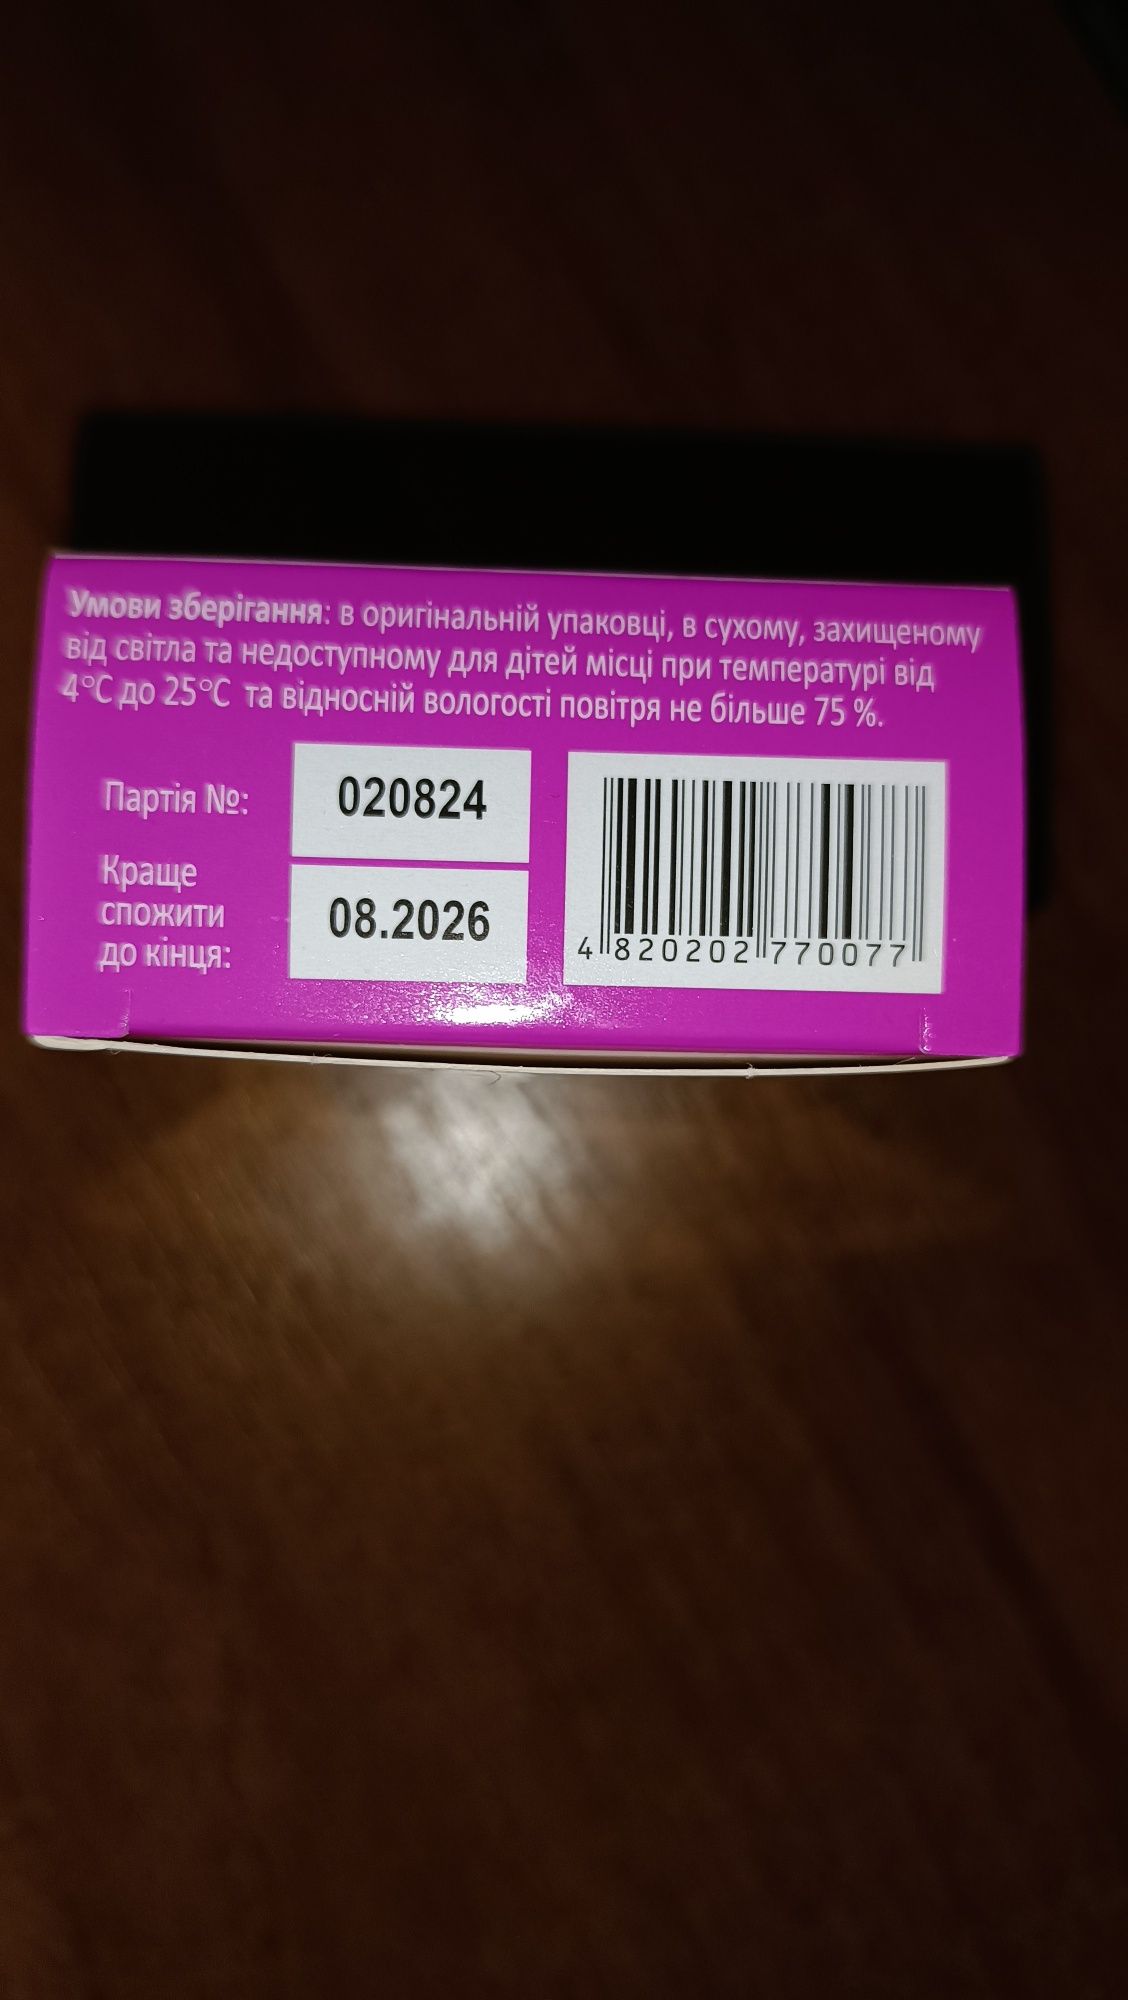 Умови зберігання: в оригінальній упаковці, в сухому, захищеному
від світла та недоступному для дітей місці при температурі від
4°C до 25°C та відносній вологості повітря не більше 75 %.
Партія №: 020824
Краще
спожити
до кінця:
08.2026
4 820202 770077